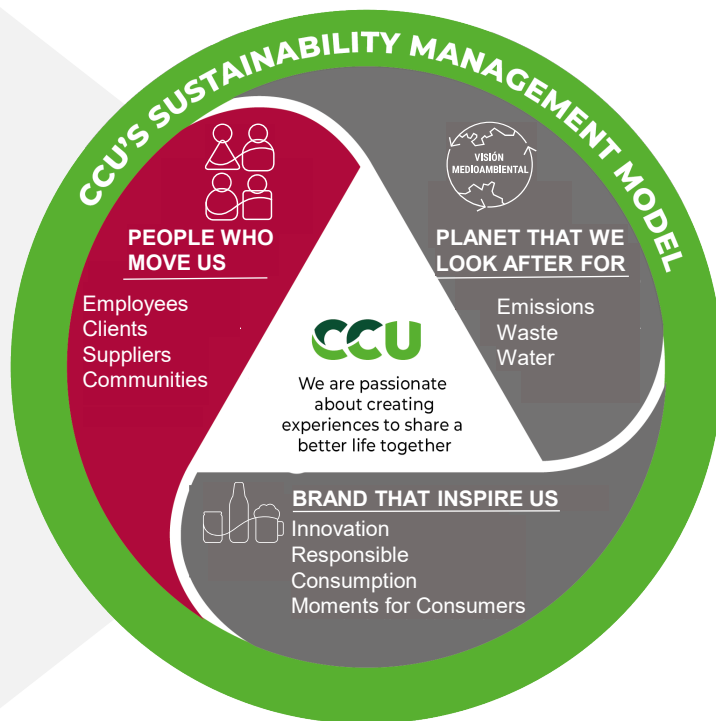 CCU'S SUSTAINABILITY MANAGEMENT MODEL
PEOPLE WHO
MOVE US
Employees
Clients
Suppliers
Communities
VISIÓN
MEDIOAMBIENTAL
PLANET THAT WE
LOOK AFTER FOR
Emissions
Waste
Water
CCU
We are passionate
about creating
experiences to share a
better life together
BRAND THAT INSPIRE US
Innovation
Responsible
Consumption
Moments for Consumers